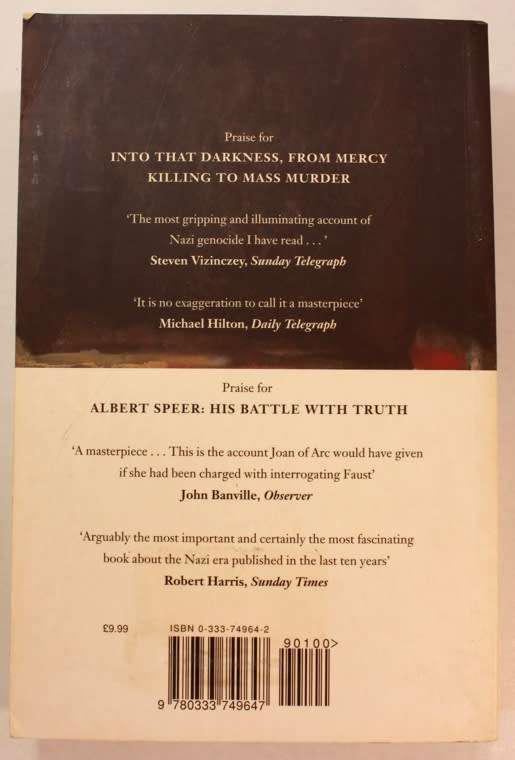 Praise for
INTO THAT DARKNESS, FROM MERCY
KILLING TO MASS MURDER
‘The most gripping and illuminating account of
Nazi genocide I have read . . . ’
Steven Vizinczey, Sunday Telegraph
‘It is no exaggeration to call it a masterpiece’
Michael Hilton, Daily Telegraph
Praise for
ALBERT SPEER: HIS BATTLE WITH TRUTH
‘A masterpiece . . . This is the account Joan of Arc would have given
if she had been charged with interrogating Faust’
John Banville, Observer
‘Arguably the most important and certainly the most fascinating
book about the Nazi era published in the last ten years’
Robert Harris, Sunday Times
£9.99
ISBN 0-333-74964-2
90100>
9 780333 749647